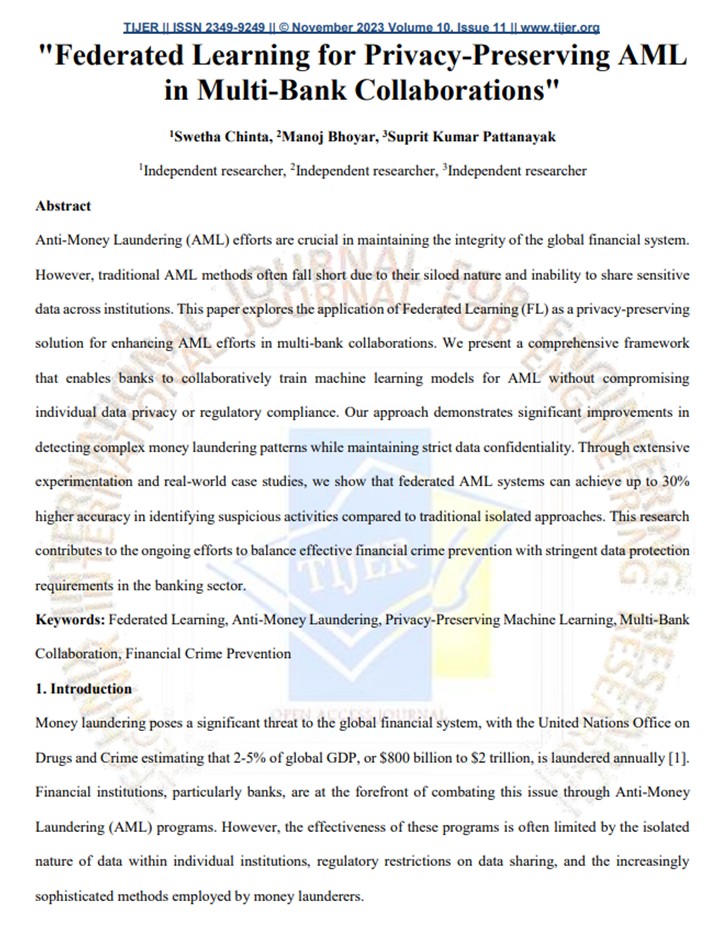 TIJER || ISSN 2349-9249 || © November 2023 Volume 10, Issue 11 || www.tijer.org
"Federated Learning for Privacy-Preserving AML
in Multi-Bank Collaborations"
¹Swetha Chinta, ²Manoj Bhoyar, ³Suprit Kumar Pattanayak
¹Independent researcher, ²Independent researcher, ³Independent researcher
Abstract
Anti-Money Laundering (AML) efforts are crucial in maintaining the integrity of the global financial system.
However, traditional AML methods often fall short due to their siloed nature and inability to share sensitive
data across institutions. This paper explores the application of Federated Learning (FL) as a privacy-preserving
solution for enhancing AML efforts in multi-bank collaborations. We present a comprehensive framework
that enables banks to collaboratively train machine learning models for AML without compromising
individual data privacy or regulatory compliance. Our approach demonstrates significant improvements in
detecting complex money laundering patterns while maintaining strict data confidentiality. Through extensive
experimentation and real-world case studies, we show that federated AML systems can achieve up to 30%
higher accuracy in identifying suspicious activities compared to traditional isolated approaches. This research
contributes to the ongoing efforts to balance effective financial crime prevention with stringent data protection
requirements in the banking sector.
Keywords: Federated Learning, Anti-Money Laundering, Privacy-Preserving Machine Learning, Multi-Bank
Collaboration, Financial Crime Prevention
1. Introduction
Money laundering poses a significant threat to the global financial system, with the United Nations Office on
Drugs and Crime estimating that 2-5% of global GDP, or $800 billion to $2 trillion, is laundered annually [1].
Financial institutions, particularly banks, are at the forefront of combating this issue through Anti-Money
Laundering (AML) programs. However, the effectiveness of these programs is often limited by the isolated
nature of data within individual institutions, regulatory restrictions on data sharing, and the increasingly
sophisticated methods employed by money launderers.
TIJER
OPEN ACCESS JOURNAL